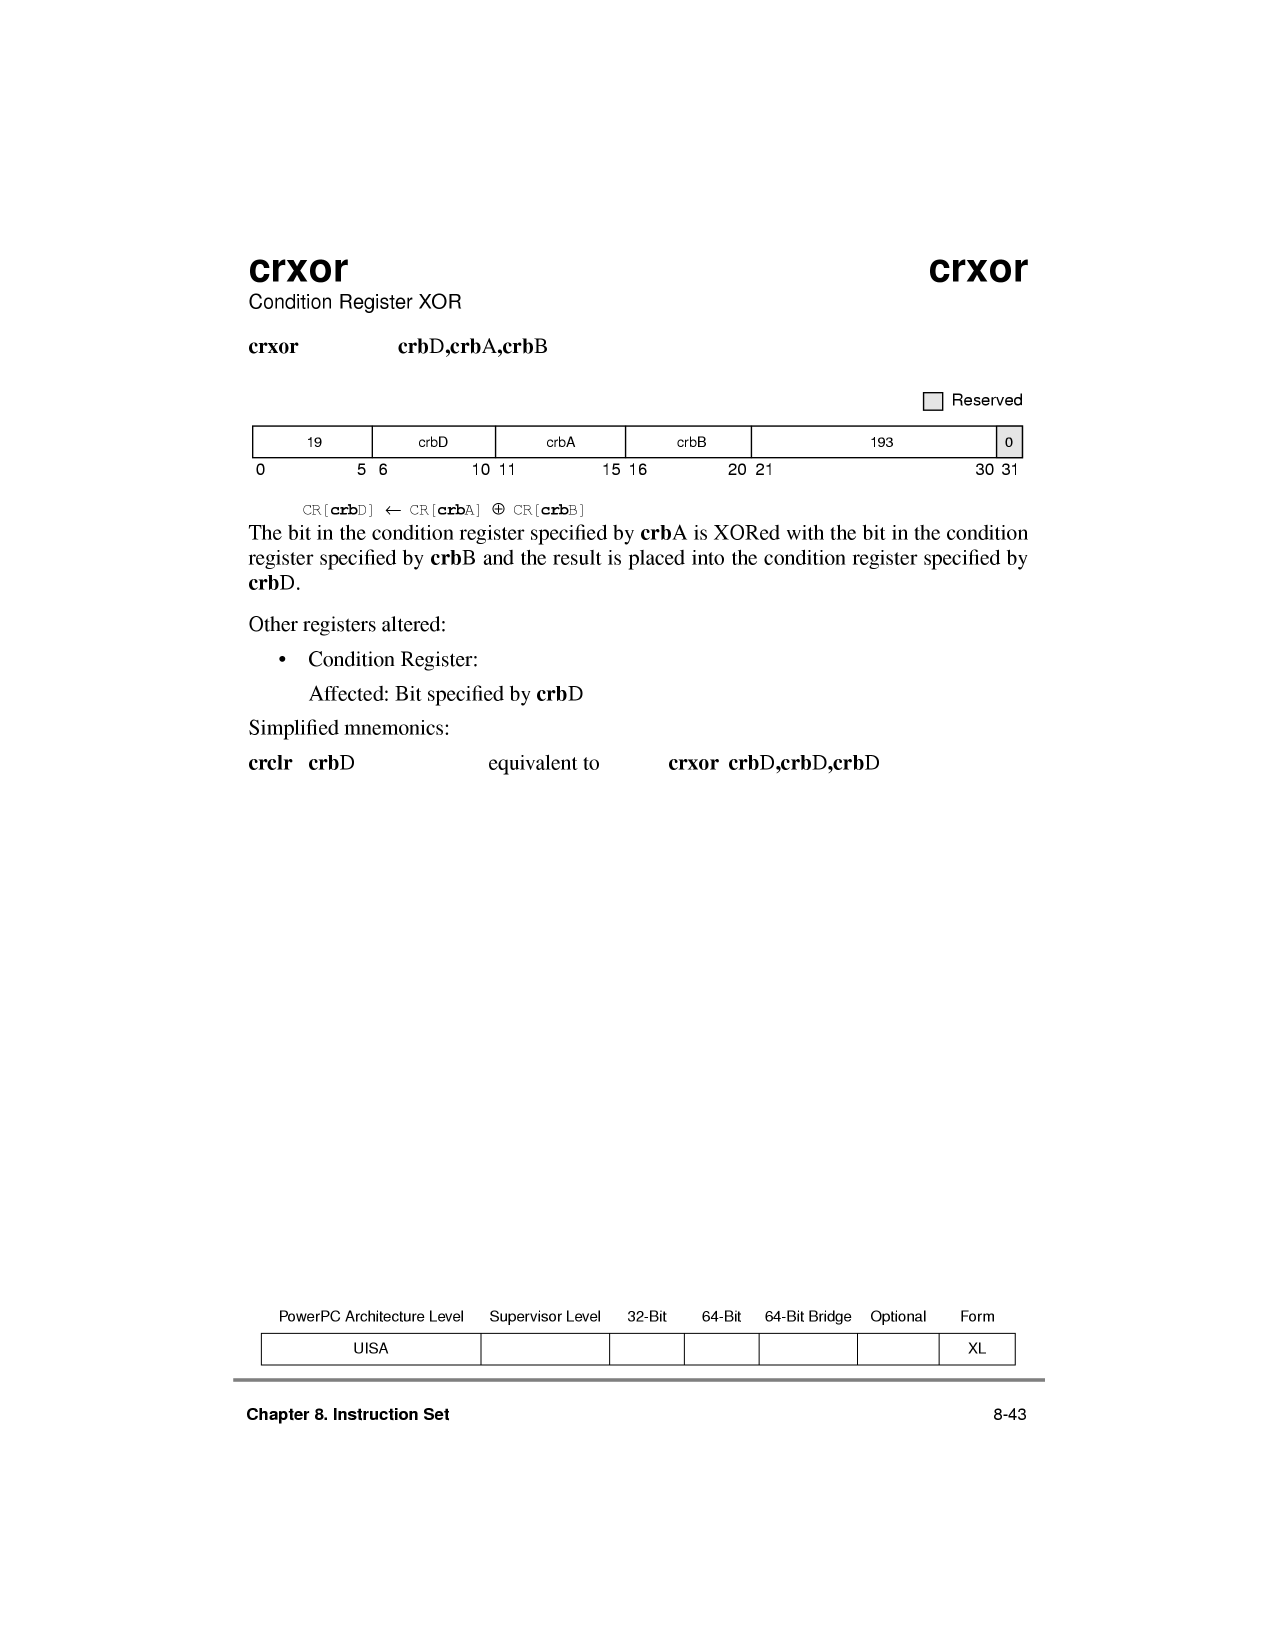 crxor crxor
Condition Register XOR
crxor crbD,crbA,crbB
Reserved
19 crbD crbA crbB 193 0
0 5 6 10 11 15 16 20 21 30 31
CR[crbD] ← CR[crbA] ⊕ CR[crbB]
The bit in the condition register specified by crbA is XORed with the bit in the condition
register specified by crbB and the result is placed into the condition register specified by
crbD.
Other registers altered:
• Condition Register:
Affected: Bit specified by crbD
Simplified mnemonics:
crclr crbD equivalent to crxor crbD,crbD,crbD
PowerPC Architecture Level Supervisor Level 32-Bit 64-Bit 64-Bit Bridge Optional Form
UISA XL
Chapter 8. Instruction Set 8-43